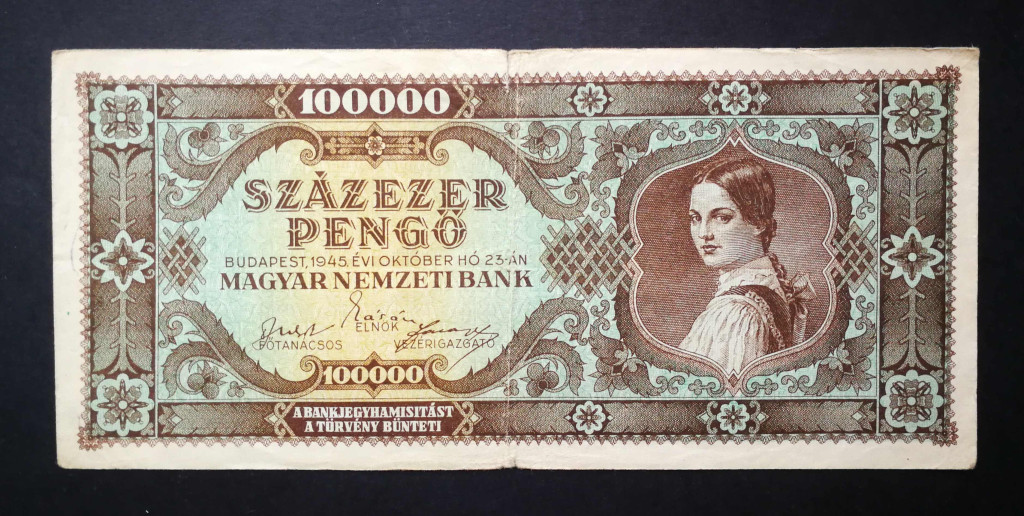 100000
SZÁZEZER
PENGŐ
BUDAPEST, 1945. ÉVI OKTÓBER HÓ 23-ÁN
MAGYAR NEMZETI BANK
ELNÖK
FŐTANÁCSOS
VEZÉRIGAZGATÓ
100000
A BANKJEGYHAMISITÁST
A TÖRVÉNY BÜNTETI